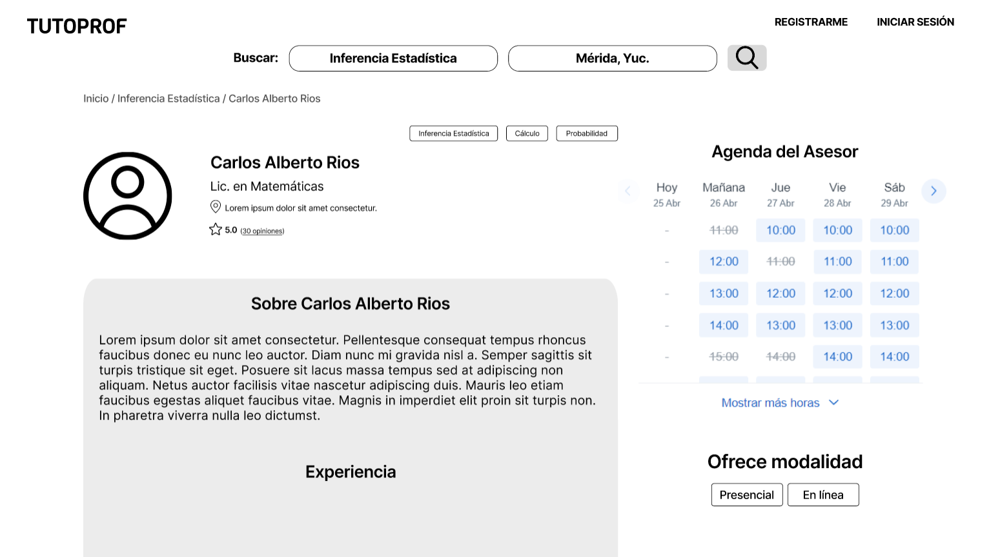 TUTOPROF
REGISTRARME
INICIAR SESIÓN
Buscar:
Inferencia Estadística
Mérida, Yuc.
Inicio / Inferencia Estadística / Carlos Alberto Rios
Inferencia Estadística
Cálculo
Probabilidad
Carlos Alberto Rios
Lic. en Matemáticas
Lorem ipsum dolor sit amet consectetur.
5.0 (30 opiniones)
Sobre Carlos Alberto Rios
Lorem ipsum dolor sit amet consectetur. Pellentesque consequat tempus rhoncus
faucibus donec eu nunc leo auctor. Diam nunc mi gravida nisl a. Semper sagittis sit
turpis tristique sit eget. Posuere sit lacus massa tempus sed at adipiscing non
aliquam. Netus auctor facilisis vitae nascetur adipiscing duis. Mauris leo etiam
faucibus egestas aliquet faucibus vitae. Magnis in imperdiet elit proin sit turpis non.
In pharetra viverra nulla leo dictumst.
Experiencia
Agenda del Asesor
Hoy Mañana Jue Vie Sáb
25 Abr 26 Abr 27 Abr 28 Abr 29 Abr
- 11:00 10:00 10:00 10:00
- 12:00 11:00 11:00 11:00
- 13:00 12:00 12:00 12:00
- 14:00 13:00 13:00 13:00
- 15:00 14:00 14:00 14:00
Mostrar más horas
Ofrece modalidad
Presencial
En línea